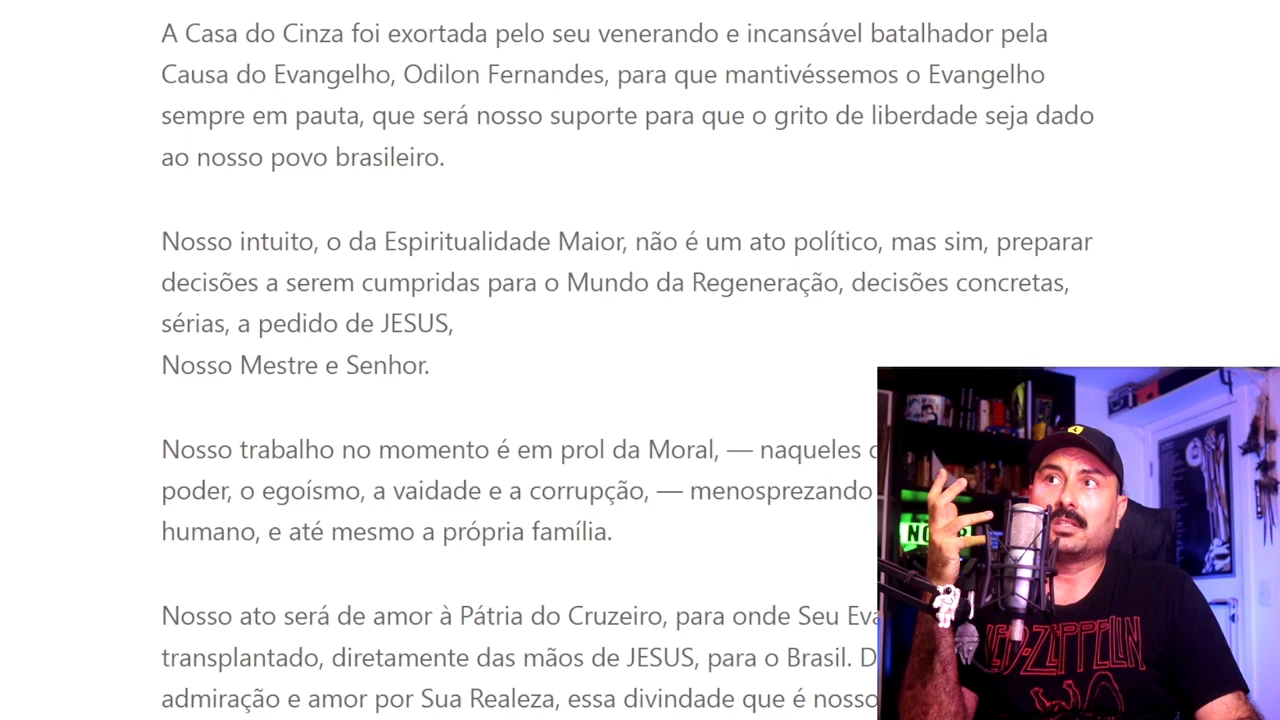 A Casa do Cinza foi exortada pelo seu venerando e incansável batalhador pela
Causa do Evangelho, Odilon Fernandes, para que mantivéssemos o Evangelho
sempre em pauta, que será nosso suporte para que o grito de liberdade seja dado
ao nosso povo brasileiro.
Nosso intuito, o da Espiritualidade Maior, não é um ato político, mas sim, preparar
decisões a serem cumpridas para o Mundo da Regeneração, decisões concretas,
sérias, a pedido de JESUS,
Nosso Mestre e Senhor.
Nosso trabalho no momento é em prol da Moral, — naqueles
poder, o egoísmo, a vaidade e a corrupção, — menosprezando
humano, e até mesmo a própria família.
Nosso ato será de amor à Pátria do Cruzeiro, para onde Seu
transplantado, diretamente das mãos de JESUS, para o Brasil.
admiração e amor por Sua Realeza, essa divindade que é nosso
LED-ZEPPELIN